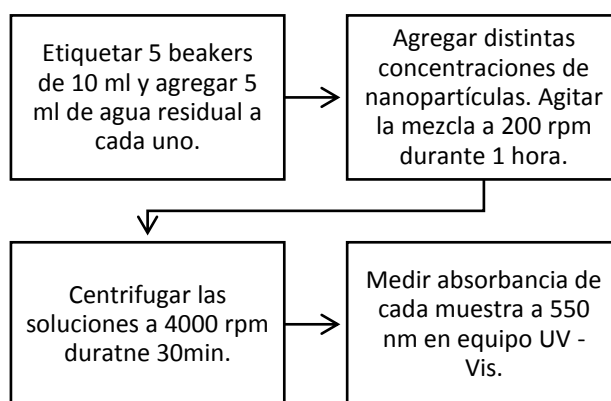 Etiquetar 5 beakers
de 10 ml y agregar 5
ml de agua residual a
cada uno.
Agregar distintas
concentraciones de
nanopartículas. Agitar
la mezcla a 200 rpm
durante 1 hora.
Centrifugar las
soluciones a 4000 rpm
duratne 30min.
Medir absorbancia de
cada muestra a 550
nm en equipo UV -
Vis.